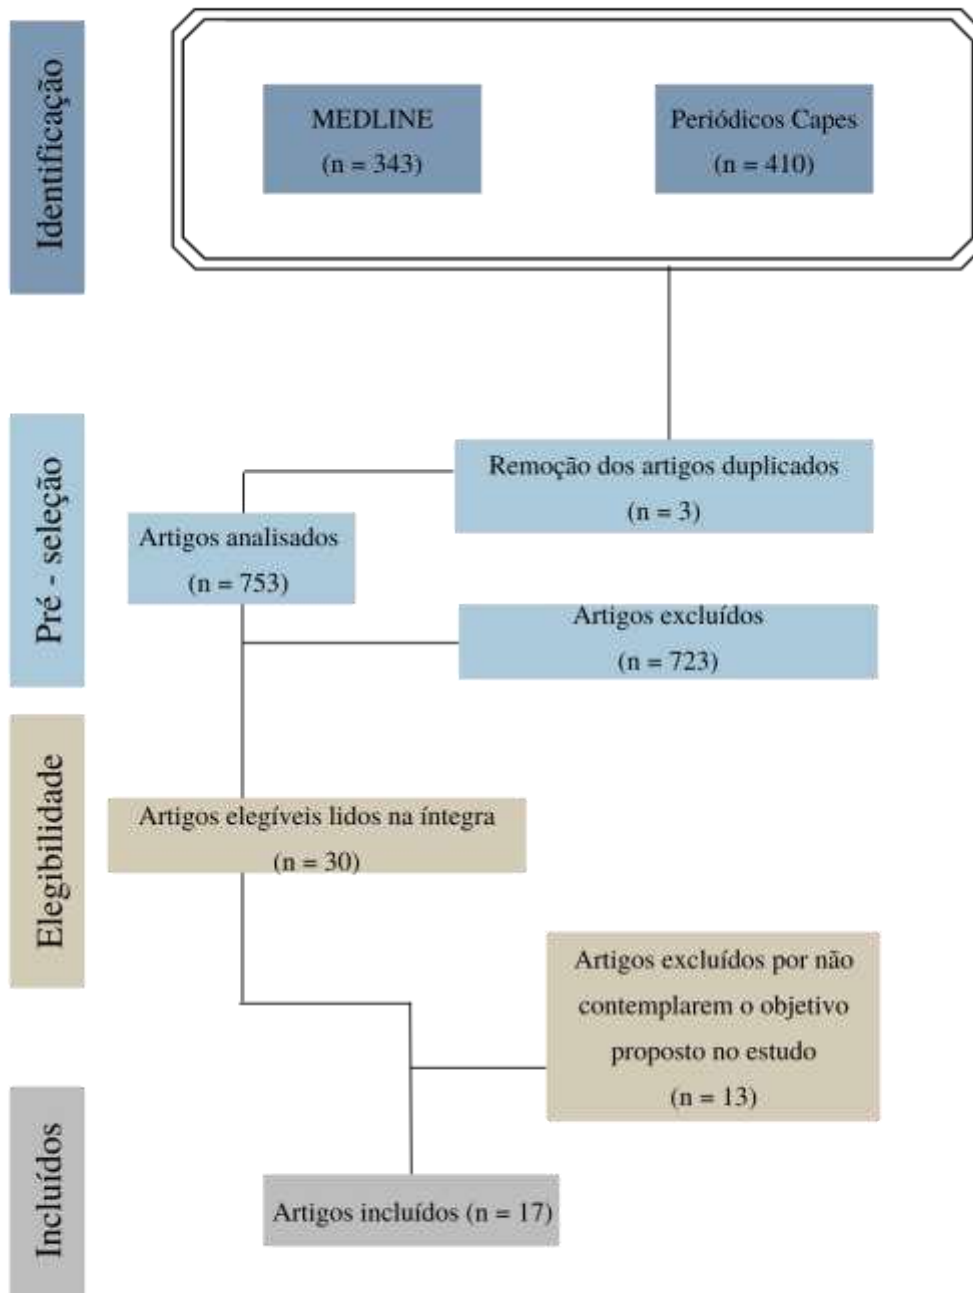 Identificação
MEDLINE
(n = 343)
Periódicos Capes
(n = 410)
Pré - seleção
Remoção dos artigos duplicados
(n = 3)
Artigos analisados
(n = 753)
Artigos excluídos
(n = 723)
Elegibilidade
Artigos elegíveis lidos na íntegra
(n = 30)
Artigos excluídos por não
contemplarem o objetivo
proposto no estudo
(n = 13)
Incluídos
Artigos incluídos (n = 17)